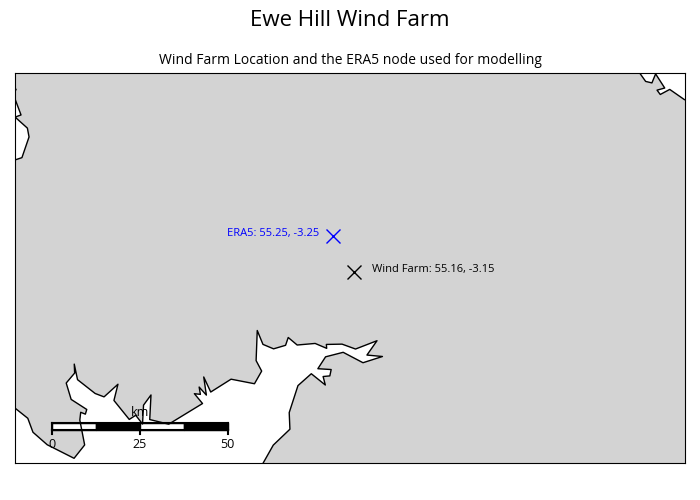 Ewe Hill Wind Farm
Wind Farm Location and the ERA5 node used for modelling
ERA5: 55.25, -3.25
Wind Farm: 55.16, -3.15
km
0 25 50